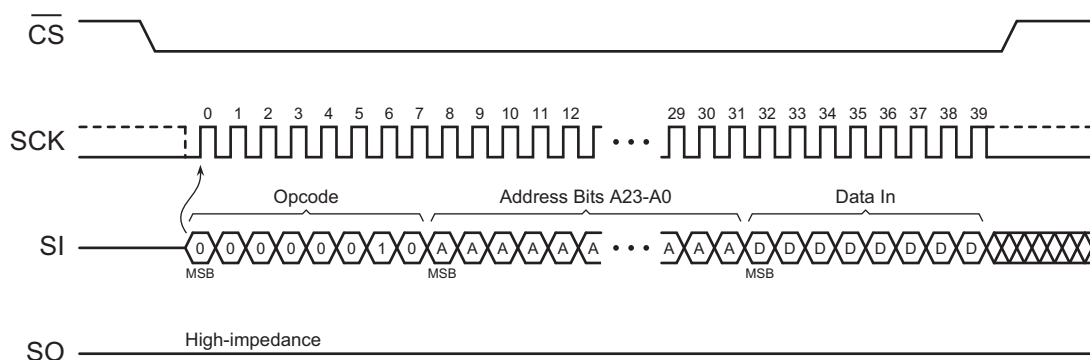 CS
0 1 2 3 4 5 6 7 8 9 10 11 12 29 30 31 32 33 34 35 36 37 38 39
SCK
Opcode Address Bits A23-A0 Data In
SI 0 0 0 0 0 0 1 0 A A A A A A A A A D D D D D D D D
MSB MSB MSB
High-impedance
SO